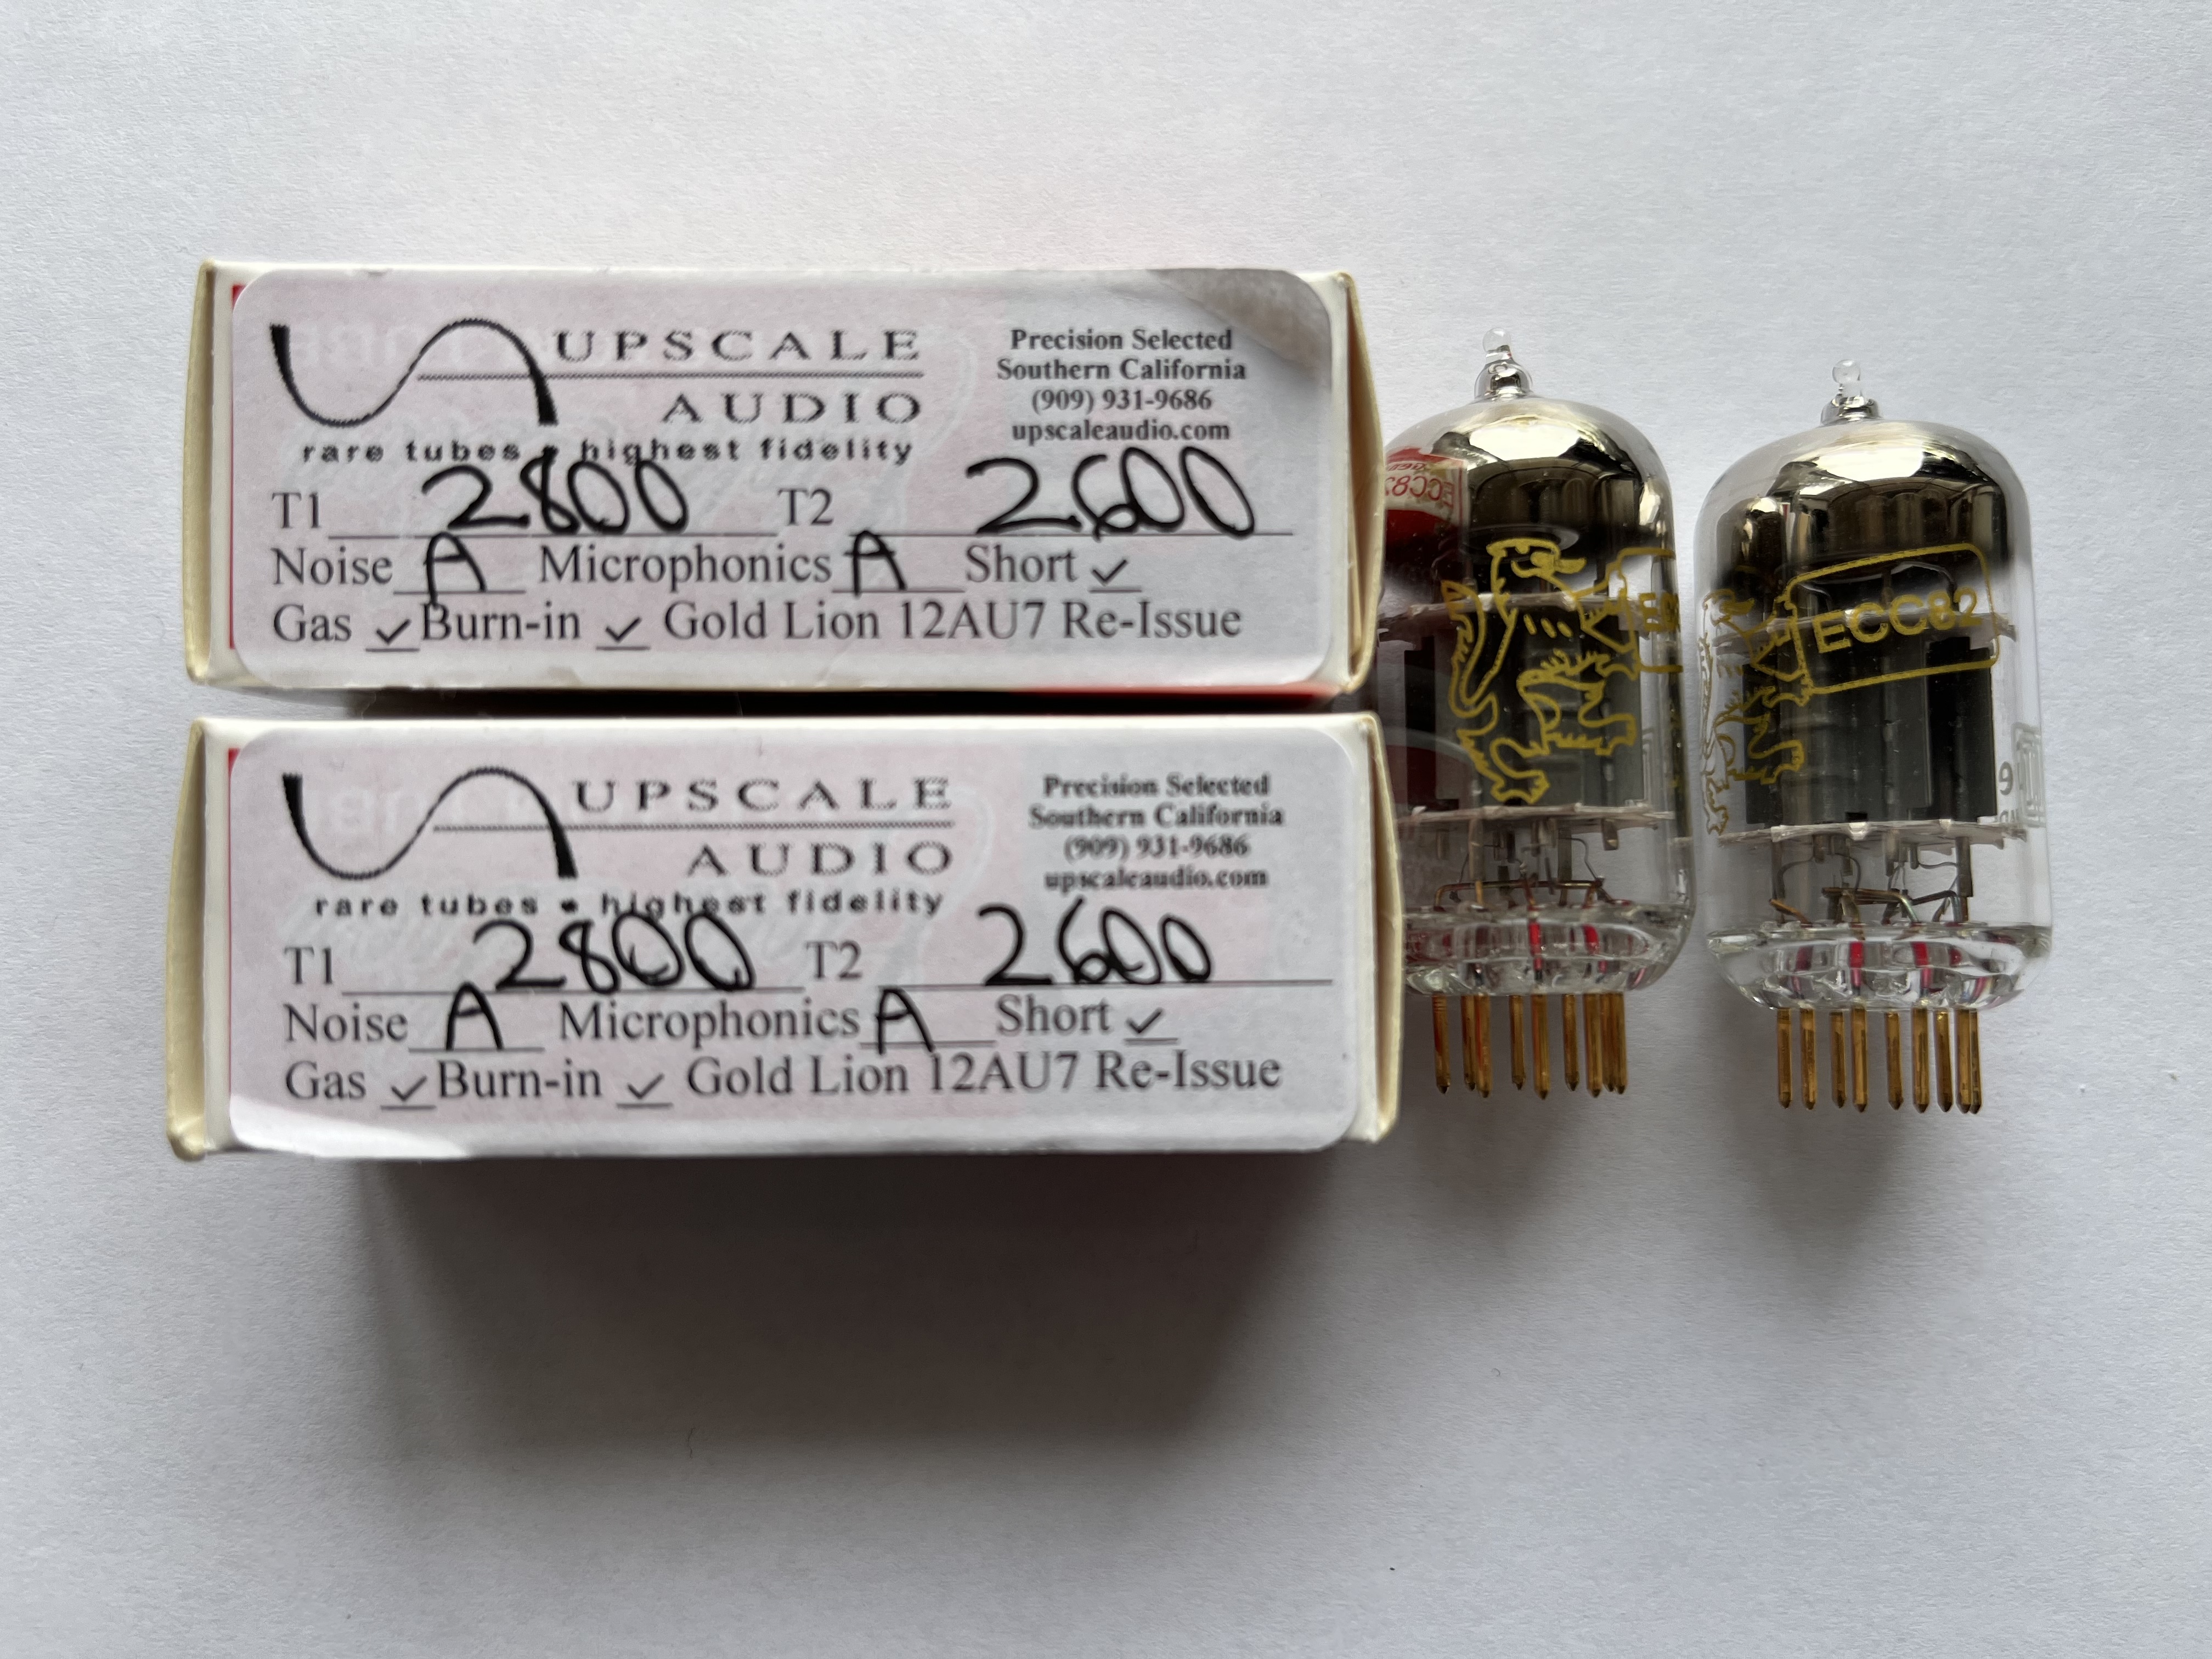 UPSCALE
AUDIO
rare tubes • highest fidelity
Precision Selected
Southern California
(909) 931-9686
upscaleaudio.com
T1 2800 T2 2600
Noise A Microphonics A Short ✓
Gas ✓ Burn-in ✓ Gold Lion 12AU7 Re-Issue
UPSCALE
AUDIO
rare tubes • highest fidelity
Precision Selected
Southern California
(909) 931-9686
upscaleaudio.com
T1 2800 T2 2600
Noise A Microphonics A Short ✓
Gas ✓ Burn-in ✓ Gold Lion 12AU7 Re-Issue
ECC82
ECC82